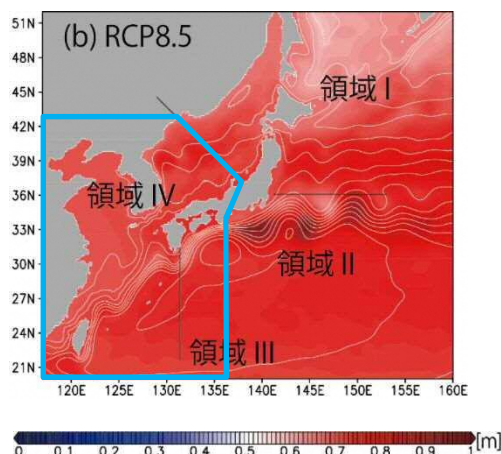 51N
(b) RCP8.5
48N
領域 I
45N
42N
39N
領域 IV
36N
33N
30N
領域 II
27N
24N
領域 III
21N
120E 125E 130E 135E 140E 145E 150E 155E 160E
[m]
0 0.1 0.2 0.3 0.4 0.5 0.6 0.7 0.8 0.9 1